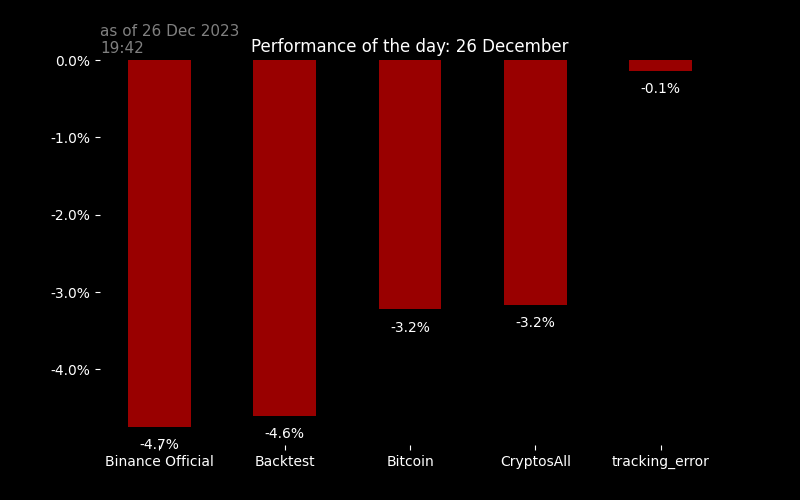 as of 26 Dec 2023
19:42
Performance of the day: 26 December
0.0%
-1.0%
-2.0%
-3.0%
-4.0%
-4.7%
-4.6%
-3.2%
-3.2%
-0.1%
Binance Official
Backtest
Bitcoin
CryptosAll
tracking_error